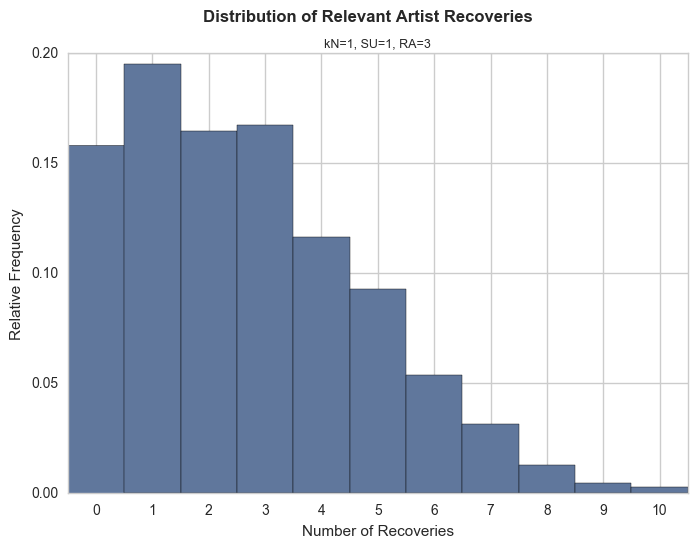 Distribution of Relevant Artist Recoveries
kN=1, SU=1, RA=3
0.20
0.15
0.10
0.05
0.00
Relative Frequency
0 1 2 3 4 5 6 7 8 9 10
Number of Recoveries